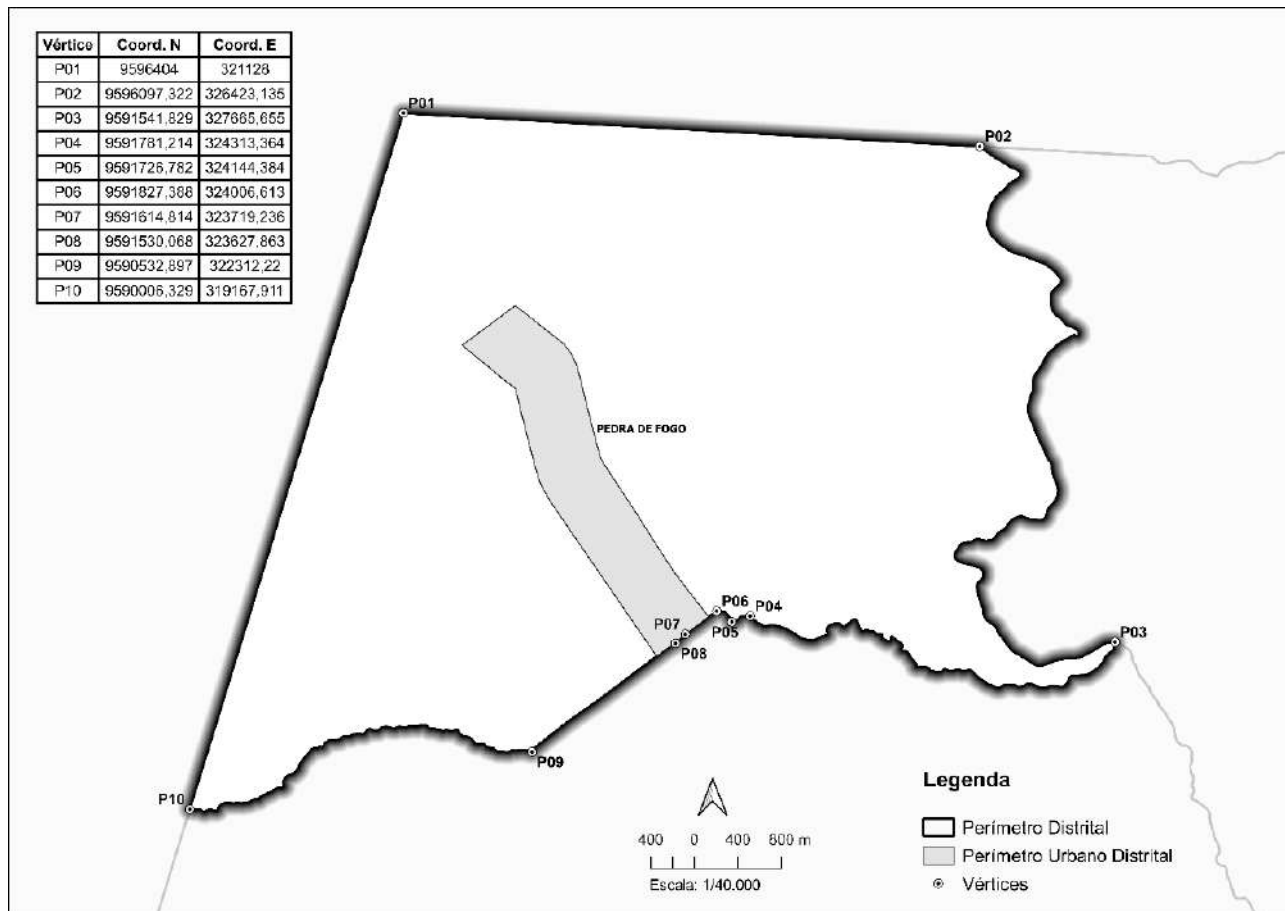 Vértice Coord. N Coord. E
P01 9596404 321128
P02 9596097,322 326423,135
P03 9591541,829 327665,655
P04 9591781,214 324313,364
P05 9591726,782 324144,384
P06 9591827,388 324006,613
P07 9591614,814 323719,236
P08 9591530,068 323627,863
P09 9590532,897 322312,22
P10 9590006,329 319167,911
P01
P02
PEDRA DE FOGO
P06
P04
P07
P05
P03
P08
P09
P10
Legenda
400 0 400 800 m
Escala: 1/40.000
Perímetro Distrital
Perímetro Urbano Distrital
Vértices